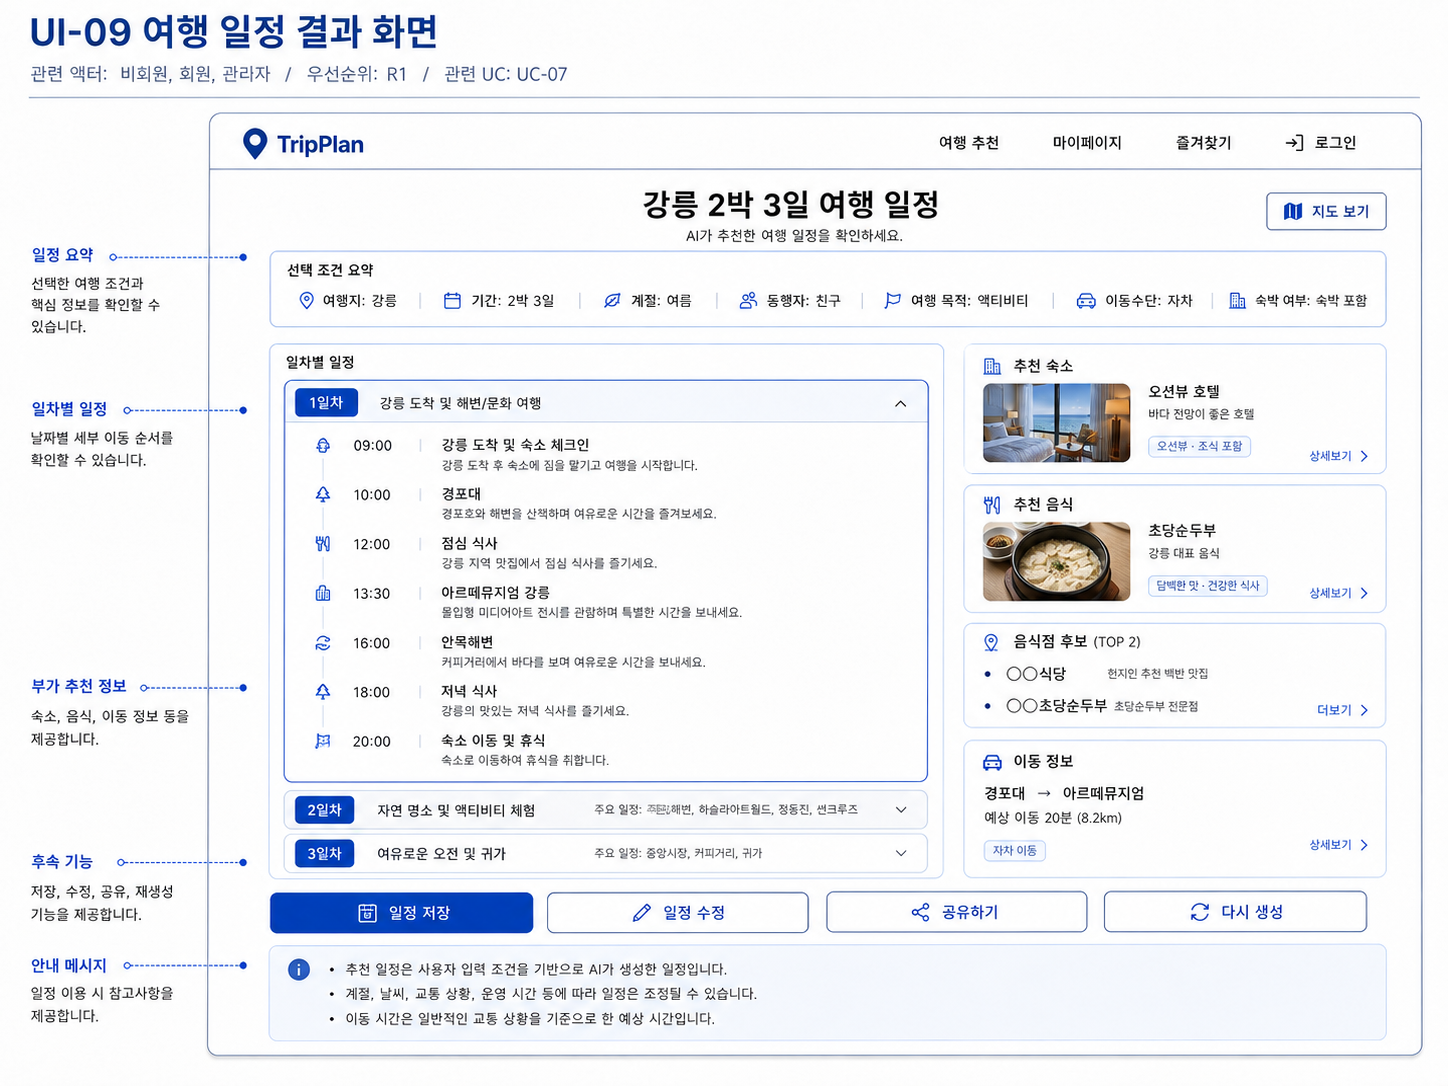 UI-09 여행 일정 결과 화면
관련 액터: 비회원, 회원, 관라자 / 우선순위: R1 / 관련 UC: UC-07
TripPlan
여행 추천
마이페이지
즐겨찾기
로그인
강릉 2박 3일 여행 일정
AI가 추천한 여행 일정을 확인하세요.
지도 보기
일정 요약
선택한 여행 조건과
핵심 정보를 확인할 수
있습니다.
선택 조건 요약
여행지: 강릉
기간: 2박 3일
계절: 여름
동행자: 친구
여행 목적: 액티비티
이동수단: 자차
숙박 여부: 숙박 포함
일차별 일정
날짜별 세부 이동 순서를
확인할 수 있습니다.
일차별 일정
1일차 강릉 도착 및 해변/문화 여행
09:00 강릉 도착 및 숙소 체크인
강릉 도착 후 숙소에 짐을 맡기고 여행을 시작합니다.
10:00 경포대
경포호와 해변을 산책하며 여유로운 시간을 즐겨보세요.
12:00 점심 식사
강릉 지역 맛집에서 점심 식사를 즐기세요.
13:30 아르떼뮤지엄 강릉
몰입형 미디어아트 전시를 관람하며 특별한 시간을 보내세요.
16:00 안목해변
커피거리에서 바다를 보며 여유로운 시간을 보내세요.
18:00 저녁 식사
강릉의 맛있는 저녁 식사를 즐기세요.
20:00 숙소 이동 및 휴식
숙소로 이동하여 휴식을 취합니다.
2일차 자연 명소 및 액티비티 체험 주요 일정: 해변, 하슬라아트월드, 정동진, 썬크루즈
3일차 여유로운 오전 및 귀가 주요 일정: 중앙시장, 커피거리, 귀가
추천 숙소
오션뷰 호텔
바다 전망이 좋은 호텔
오션뷰 · 조식 포함
상세보기
추천 음식
초당순두부
강릉 대표 음식
담백한 맛 · 건강한 식사
상세보기
음식점 후보 (TOP 2)
• ○○식당 현지인 추천 백반 맛집
• ○○초당순두부 초당순두부 전문점
더보기
이동 정보
경포대 → 아르떼뮤지엄
예상 이동 20분 (8.2km)
자차 이동
상세보기
부가 추천 정보
숙소, 음식, 이동 정보 등을
제공합니다.
후속 기능
저장, 수정, 공유, 재생성
기능을 제공합니다.
일정 저장
일정 수정
공유하기
다시 생성
안내 메시지
일정 이용 시 참고사항을
제공합니다.
• 추천 일정은 사용자 입력 조건을 기반으로 AI가 생성한 일정입니다.
• 계절, 날씨, 교통 상황, 운영 시간 등에 따라 일정은 조정될 수 있습니다.
• 이동 시간은 일반적인 교통 상황을 기준으로 한 예상 시간입니다.